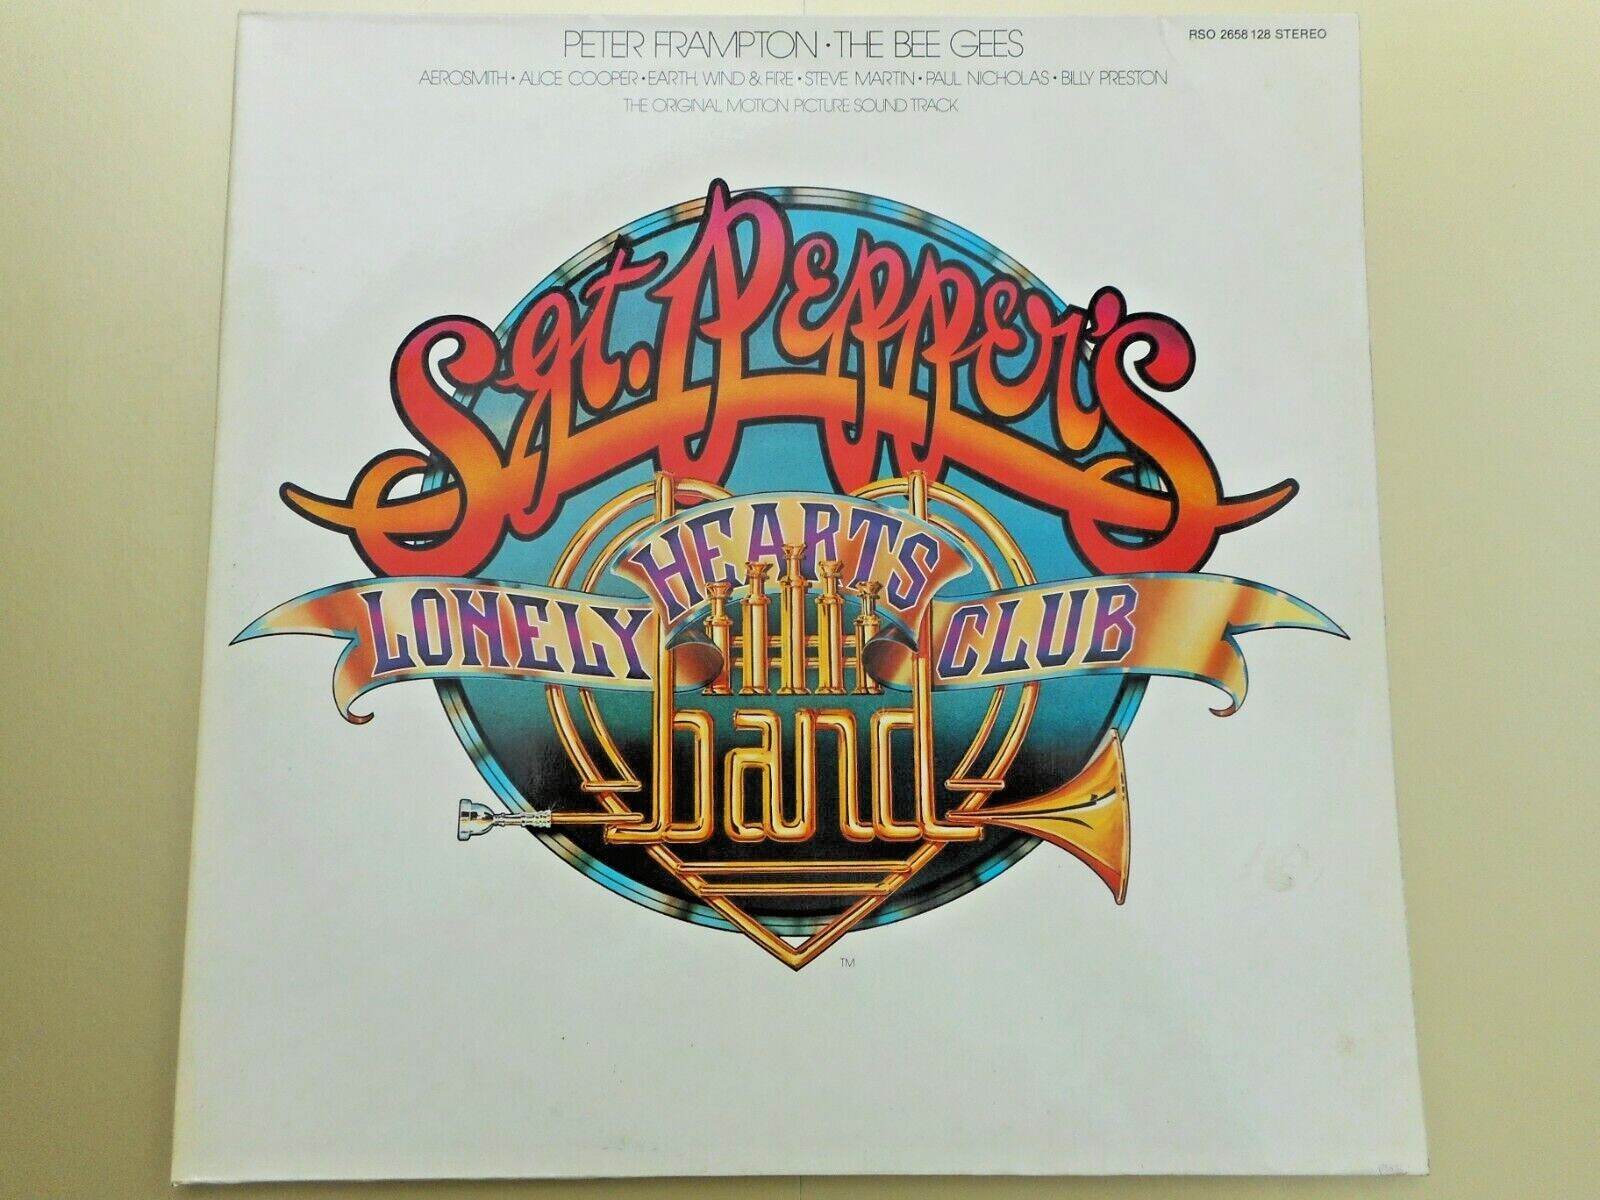 PETER FRAMPTON • THE BEE GEES
RSO 2658 128 STEREO
AEROSMITH • ALICE COOPER • EARTH, WIND & FIRE • STEVE MARTIN • PAUL NICHOLAS • BILLY PRESTON
THE ORIGINAL MOTION PICTURE SOUND TRACK
Sgt. Pepper's
LONELY HEARTS CLUB
band
TM